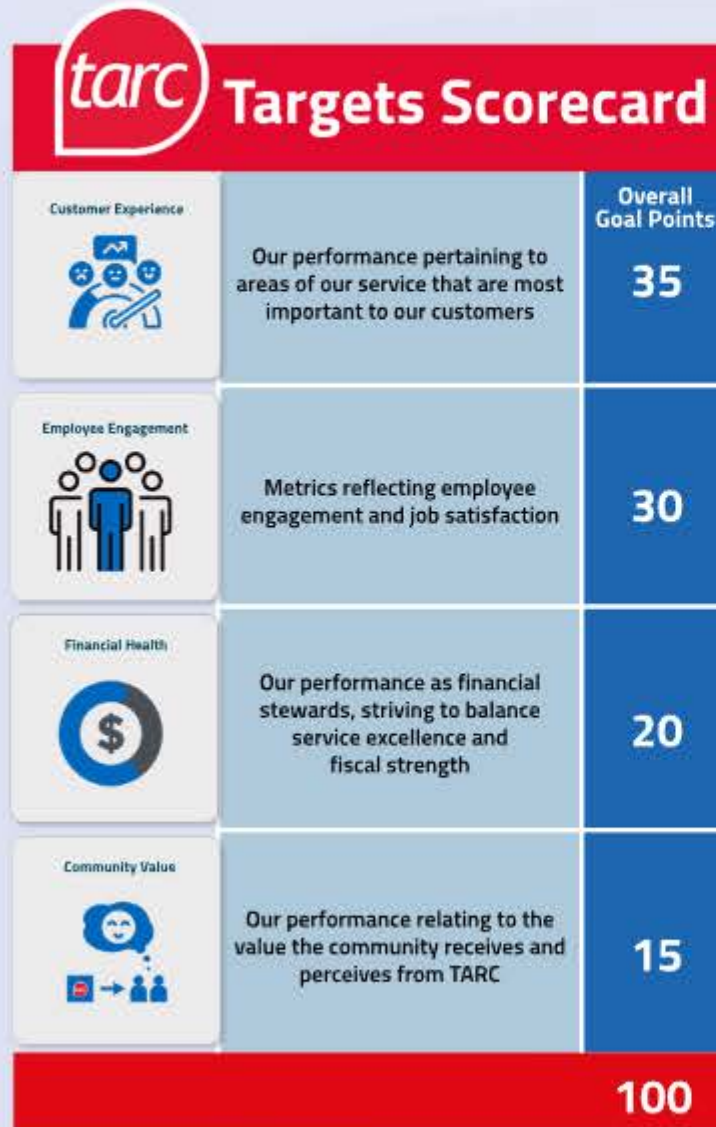 tarc
Targets Scorecard
Overall
Goal Points
Customer Experience
Our performance pertaining to
areas of our service that are most
important to our customers
35
Employee Engagement
Metrics reflecting employee
engagement and job satisfaction
30
Financial Health
$
Our performance as financial
stewards, striving to balance
service excellence and
fiscal strength
20
Community Value
Our performance relating to the
value the community receives and
perceives from TARC
15
100